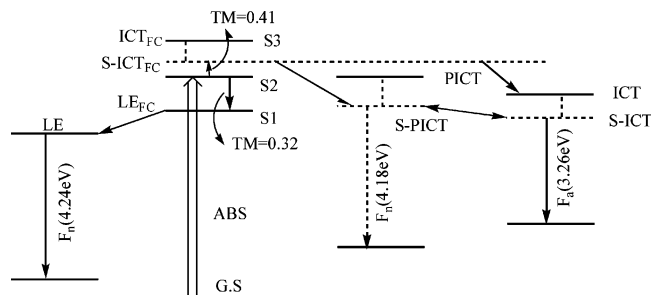 TM=0.41
ICT_FC
S3
S-ICT_FC
S2
PICT
ICT
LE_FC
S1
LE
S-PICT
S-ICT
TM=0.32
F_n(4.24eV)
F_n(4.18eV)
F_a(3.26eV)
ABS
G.S